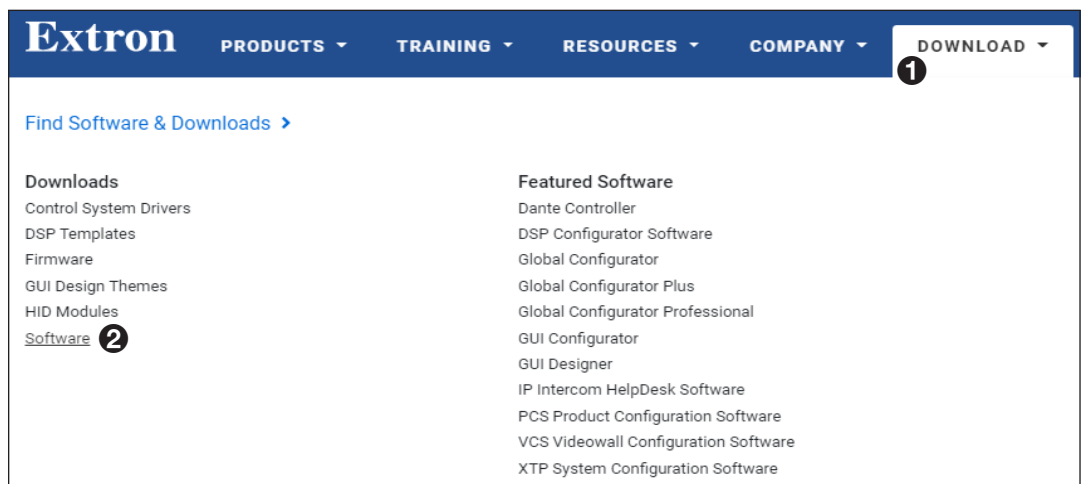 Extron PRODUCTS TRAINING RESOURCES COMPANY DOWNLOAD
1
Find Software & Downloads >
Downloads
Control System Drivers
DSP Templates
Firmware
GUI Design Themes
HID Modules
Software 2
Featured Software
Dante Controller
DSP Configurator Software
Global Configurator
Global Configurator Plus
Global Configurator Professional
GUI Configurator
GUI Designer
IP Intercom HelpDesk Software
PCS Product Configuration Software
VCS Videowall Configuration Software
XTP System Configuration Software